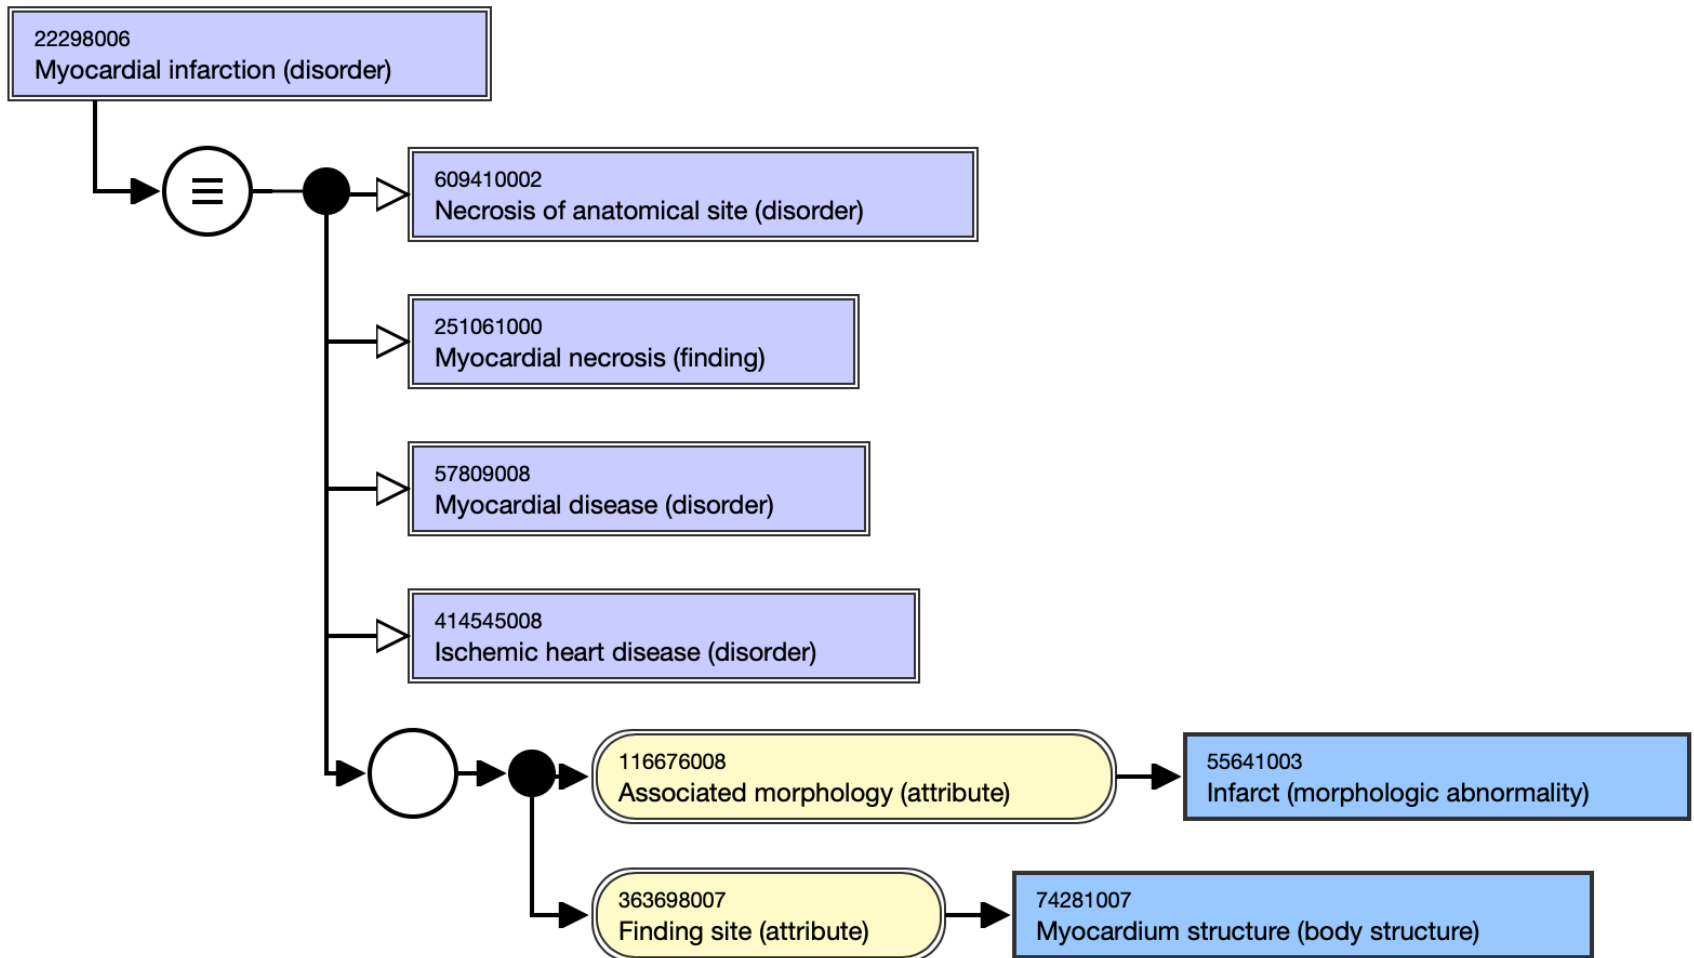 22298006
Myocardial infarction (disorder)
609410002
Necrosis of anatomical site (disorder)
251061000
Myocardial necrosis (finding)
57809008
Myocardial disease (disorder)
414545008
Ischemic heart disease (disorder)
116676008
Associated morphology (attribute)
55641003
Infarct (morphologic abnormality)
363698007
Finding site (attribute)
74281007
Myocardium structure (body structure)